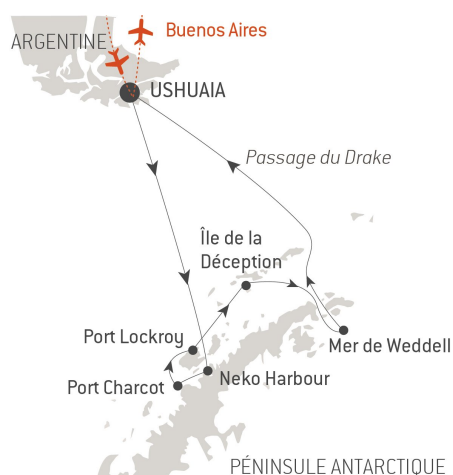 Buenos Aires
ARGENTINE
USHUAIA
Passage du Drake
Île de la
Déception
Port Lockroy
Mer de Weddell
Neko Harbour
Port Charcot
PÉNINSULE ANTARCTIQUE